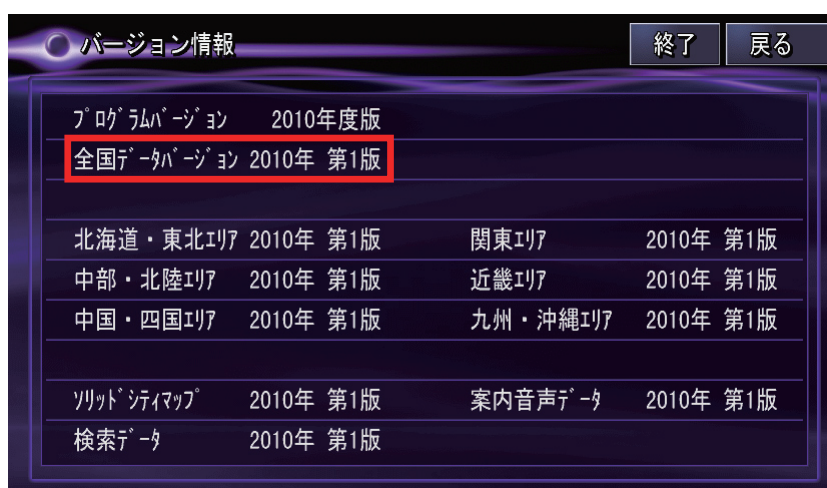 バージョン情報 終了 戻る
ﾌﾟﾛｸﾞﾗﾑﾊﾞｰｼﾞｮﾝ 2010年度版
全国ﾃﾞｰﾀﾊﾞｰｼﾞｮﾝ 2010年 第1版
北海道・東北ｴﾘｱ 2010年 第1版 関東ｴﾘｱ 2010年 第1版
中部・北陸ｴﾘｱ 2010年 第1版 近畿ｴﾘｱ 2010年 第1版
中国・四国ｴﾘｱ 2010年 第1版 九州・沖縄ｴﾘｱ 2010年 第1版
ｿﾘｯﾄﾞｼﾃｨﾏｯﾌﾟ 2010年 第1版 案内音声ﾃﾞｰﾀ 2010年 第1版
検索ﾃﾞｰﾀ 2010年 第1版